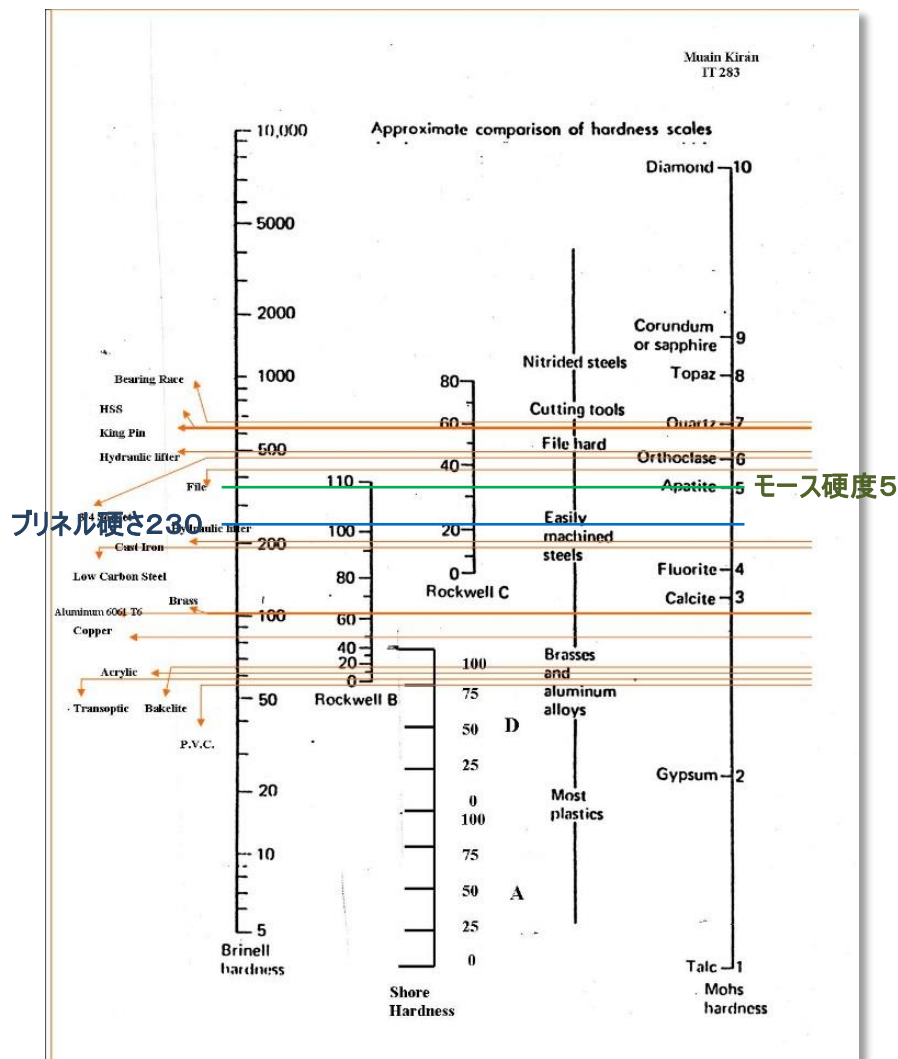 Muain Kiran
IT 283
Approximate comparison of hardness scales
10,000
5000
2000
1000
500
200
100
50
20
10
5
Brinell
hardness
Bearing Race
HSS
King Pin
Hydraulic lifter
File
ブリネル硬さ230
Hydraulic lifter
Cast Iron
Low Carbon Steel
Brass
Aluminum 6061 T6
Copper
Acrylic
Transoptic
Bakelite
P.V.C.
110
100
80
60
40
20
0
Rockwell B
80
60
40
20
0
Rockwell C
100
75
50
25
0
D
100
75
50
25
0
A
Shore
Hardness
Nitrided steels
Cutting tools
File hard
Easily
machined
steels
Brasses
and
aluminum
alloys
Most
plastics
Diamond 10
Corundum
or sapphire 9
Topaz 8
Quartz 7
Orthoclase 6
Apatite 5
モース硬度5
Fluorite 4
Calcite 3
Gypsum 2
Talc 1
Mohs
hardness